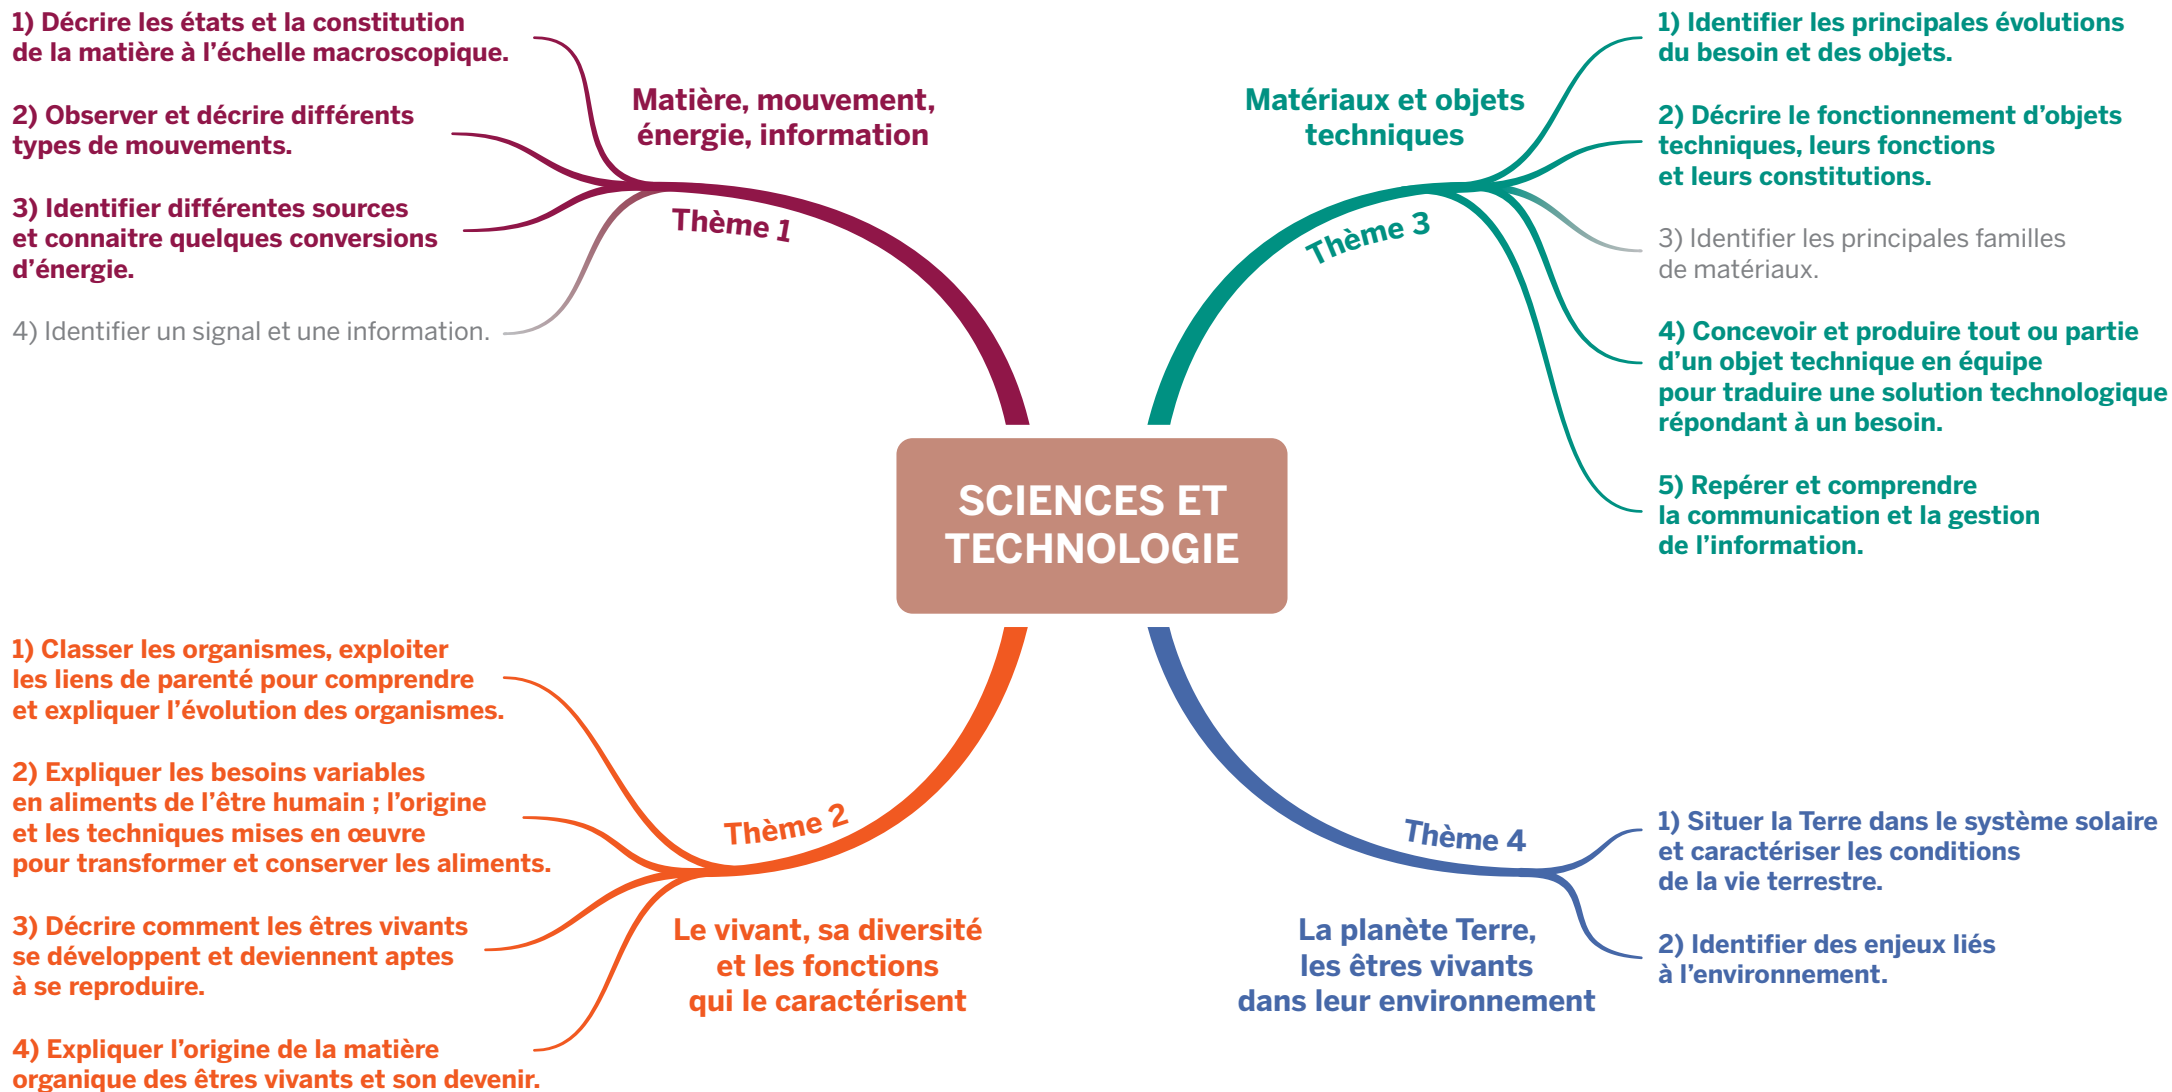 SCIENCES ET
TECHNOLOGIE
Thème 1
Matière, mouvement,
énergie, information
1) Décrire les états et la constitution
de la matière à l’échelle macroscopique.
2) Observer et décrire différents
types de mouvements.
3) Identifier différentes sources
et connaitre quelques conversions
d’énergie.
4) Identifier un signal et une information.
Thème 2
Le vivant, sa diversité
et les fonctions
qui le caractérisent
1) Classer les organismes, exploiter
les liens de parenté pour comprendre
et expliquer l’évolution des organismes.
2) Expliquer les besoins variables
en aliments de l’être humain ; l’origine
et les techniques mises en œuvre
pour transformer et conserver les aliments.
3) Décrire comment les êtres vivants
se développent et deviennent aptes
à se reproduire.
4) Expliquer l’origine de la matière
organique des êtres vivants et son devenir.
Thème 3
Matériaux et objets
techniques
1) Identifier les principales évolutions
du besoin et des objets.
2) Décrire le fonctionnement d’objets
techniques, leurs fonctions
et leurs constitutions.
3) Identifier les principales familles
de matériaux.
4) Concevoir et produire tout ou partie
d’un objet technique en équipe
pour traduire une solution technologique
répondant à un besoin.
5) Repérer et comprendre
la communication et la gestion
de l’information.
Thème 4
La planète Terre,
les êtres vivants
dans leur environnement
1) Situer la Terre dans le système solaire
et caractériser les conditions
de la vie terrestre.
2) Identifier des enjeux liés
à l’environnement.